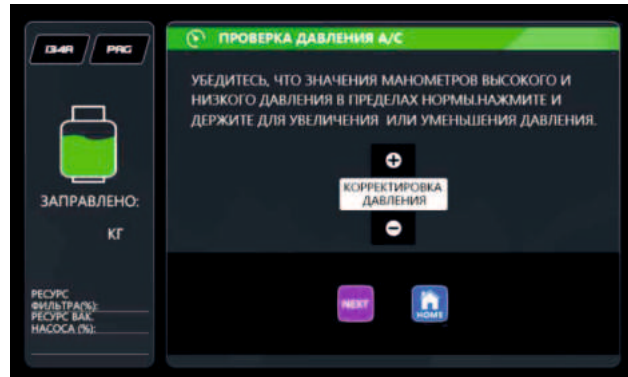 134A PAG
ЗАПРАВЛЕНО:
КГ
РЕСУРС
ФИЛЬТРА(%):
РЕСУРС ВАК.
НАСОСА (%):
ПРОВЕРКА ДАВЛЕНИЯ A/C
УБЕДИТЕСЬ, ЧТО ЗНАЧЕНИЯ МАНОМЕТРОВ ВЫСОКОГО И
НИЗКОГО ДАВЛЕНИЯ В ПРЕДЕЛАХ НОРМЫ.НАЖМИТЕ И
ДЕРЖИТЕ ДЛЯ УВЕЛИЧЕНИЯ ИЛИ УМЕНЬШЕНИЯ ДАВЛЕНИЯ.
КОРРЕКТИРОВКА
ДАВЛЕНИЯ
NEXT
HOME